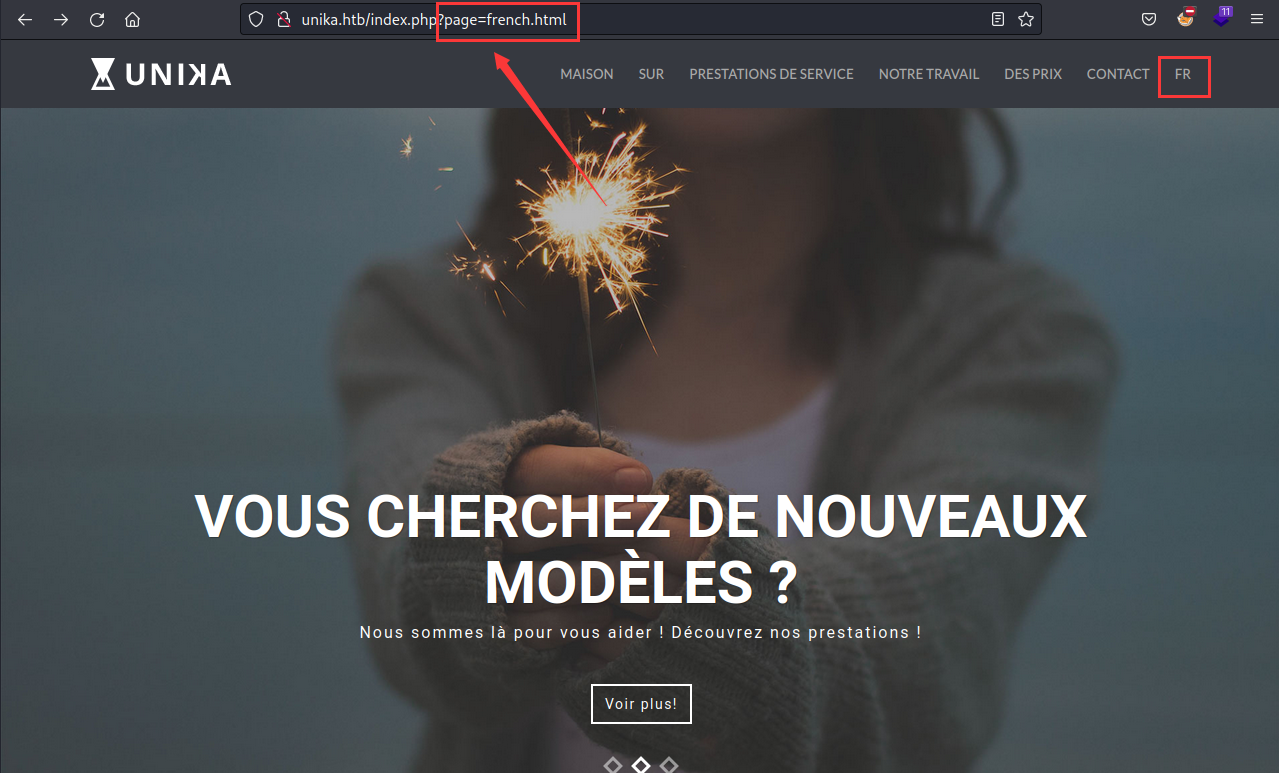 unika.htb/index.php?page=french.html
11
UNIKA
MAISON SUR PRESTATIONS DE SERVICE NOTRE TRAVAIL DES PRIX CONTACT FR
VOUS CHERCHEZ DE NOUVEAUX
MODÈLES ?
Nous sommes là pour vous aider ! Découvrez nos prestations !
Voir plus!